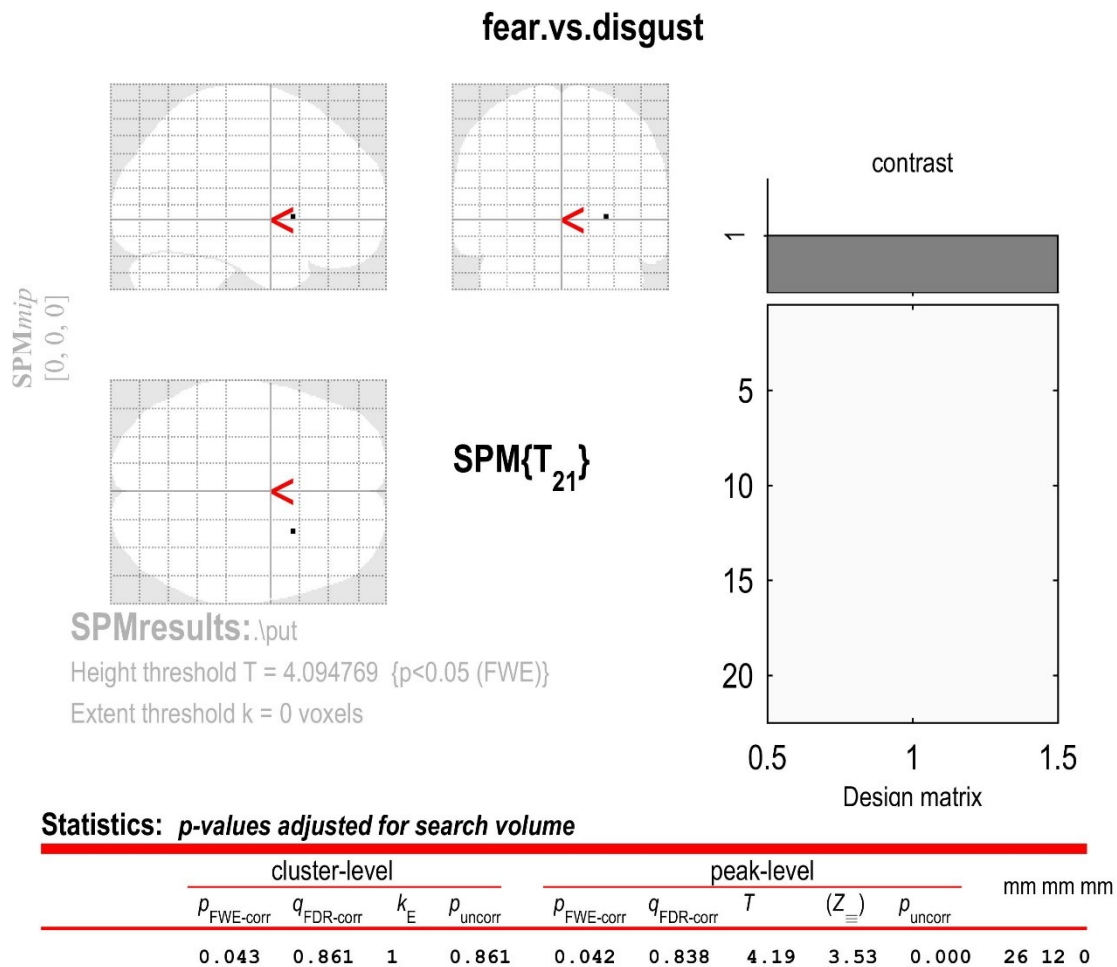 fear.vs.disgust
SPMmip
[0, 0, 0]
<
<
<
SPM{T21}
SPMresults:.\put
Height threshold T = 4.094769 {p<0.05 (FWE)}
Extent threshold k = 0 voxels
contrast
1
5
10
15
20
0.5 1 1.5
Design matrix
Statistics: p-values adjusted for search volume
cluster-level peak-level mm mm mm
pFWE-corr qFDR-corr kE puncorr pFWE-corr qFDR-corr T (Z≡) puncorr
0.043 0.861 1 0.861 0.042 0.838 4.19 3.53 0.000 26 12 0